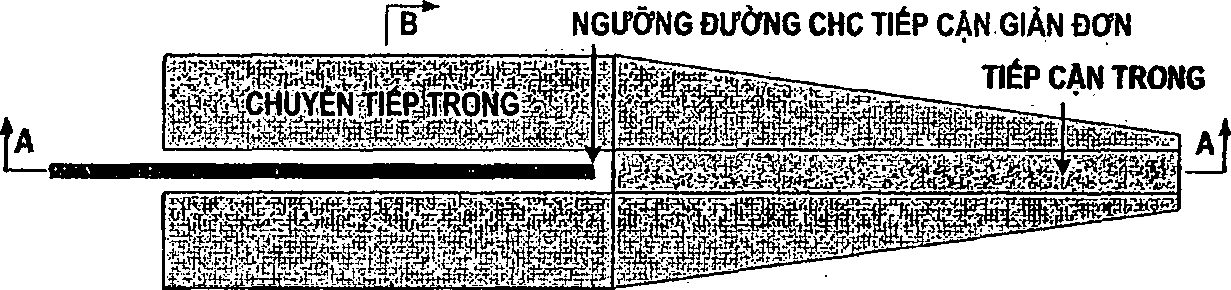 B
NGƯỠNG ĐƯỜNG CHC TIẾP CẬN GIẢN ĐƠN
TIẾP CẬN TRONG
CHUYỂN TIẾP TRONG
A
A